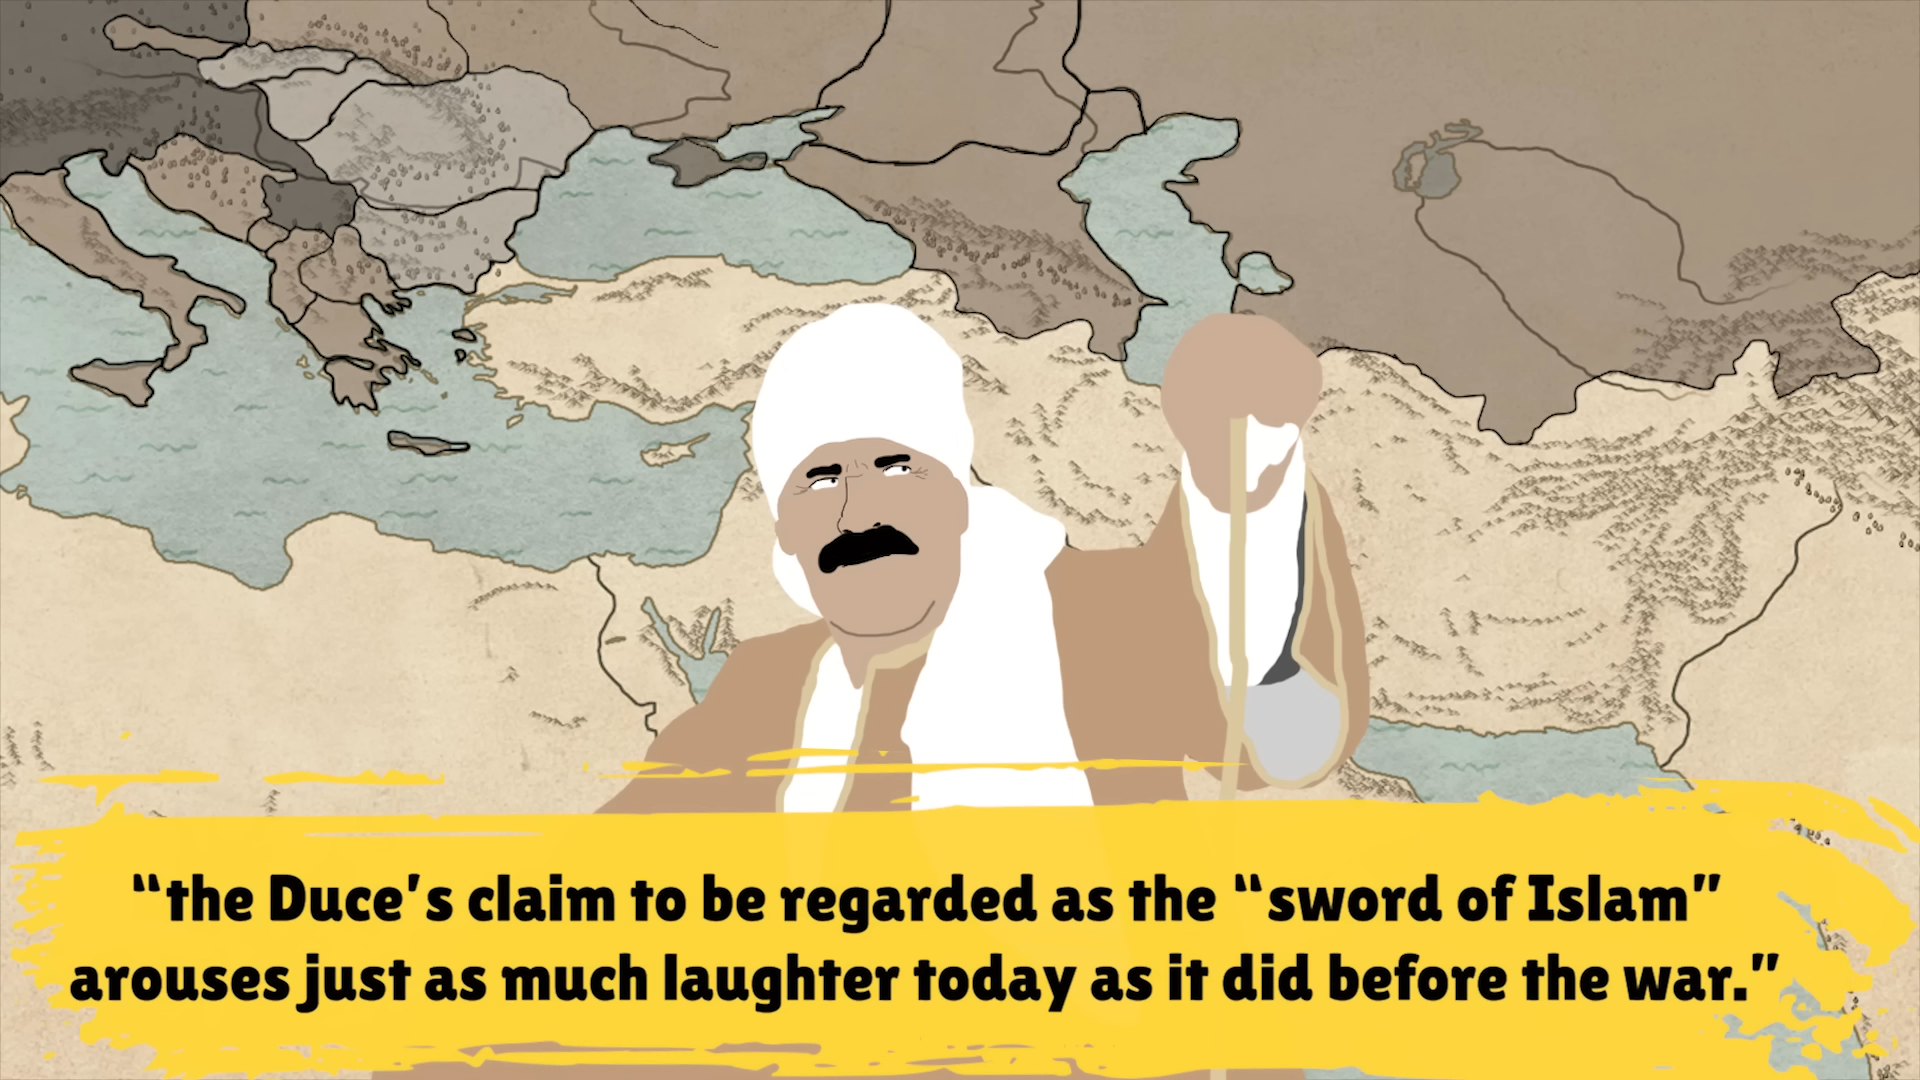 “the Duce’s claim to be regarded as the “sword of Islam”
arouses just as much laughter today as it did before the war.”